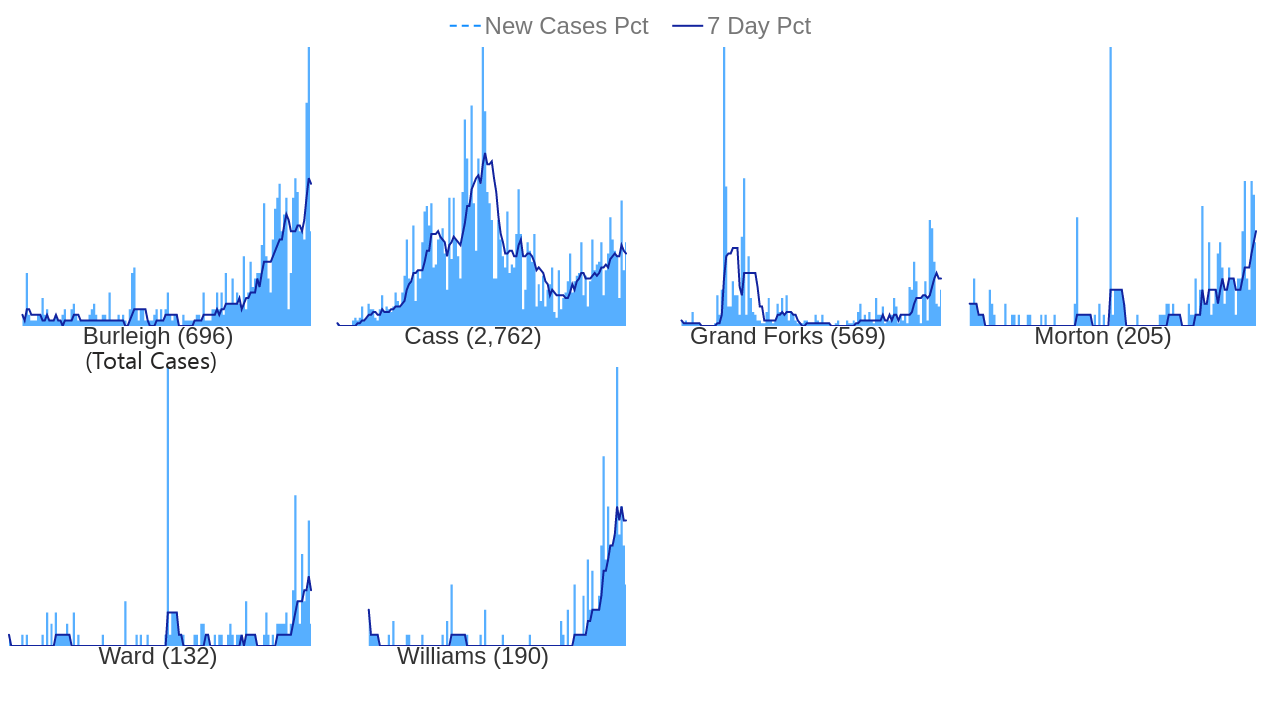 New Cases Pct 7 Day Pct
Burleigh (696)
(Total Cases)
Cass (2,762)
Grand Forks (569)
Morton (205)
Ward (132)
Williams (190)